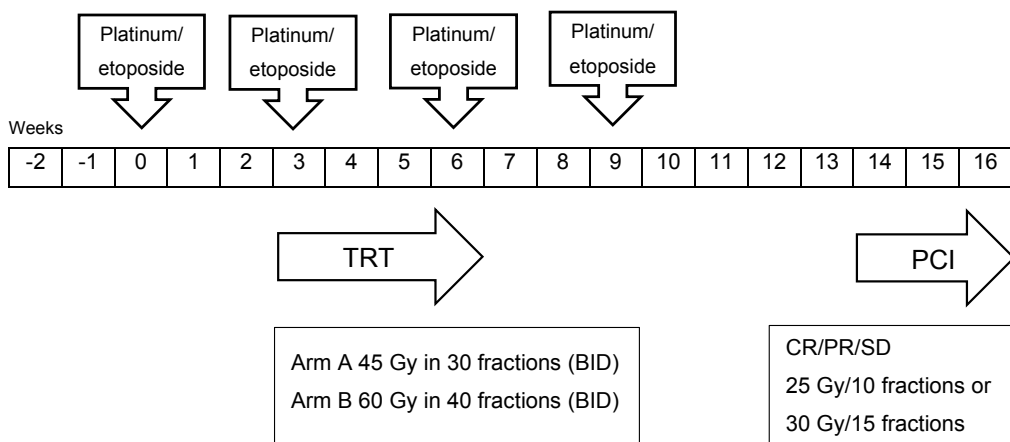 Platinum/
etoposide
Platinum/
etoposide
Platinum/
etoposide
Platinum/
etoposide
Weeks
-2 -1 0 1 2 3 4 5 6 7 8 9 10 11 12 13 14 15 16
TRT
PCI
Arm A 45 Gy in 30 fractions (BID)
Arm B 60 Gy in 40 fractions (BID)
CR/PR/SD
25 Gy/10 fractions or
30 Gy/15 fractions